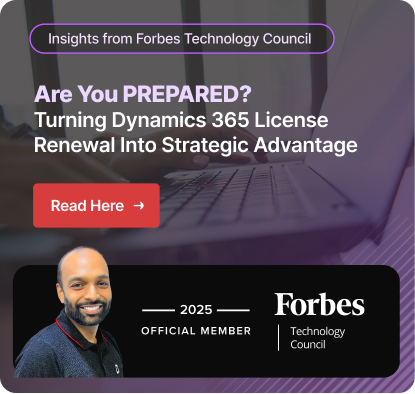 Insights from Forbes Technology Council
Are You PREPARED?
Turning Dynamics 365 License
Renewal Into Strategic Advantage
Read Here →
2025
OFFICIAL MEMBER
Forbes
Technology
Council